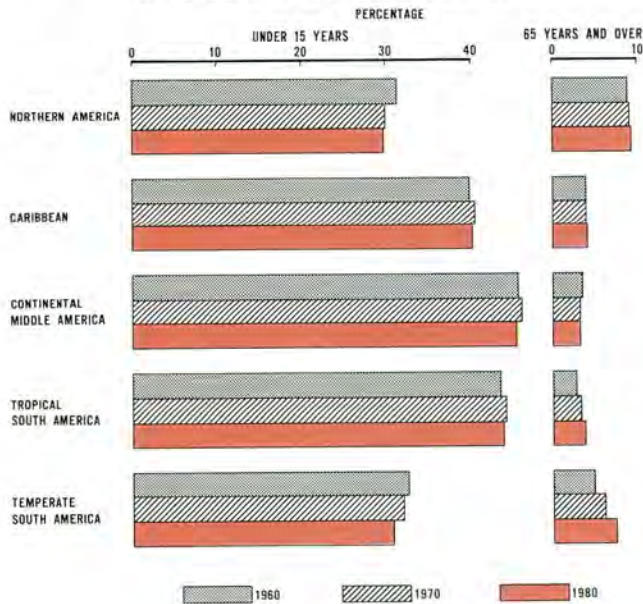 PERCENTAGE
UNDER 15 YEARS 65 YEARS AND OVER
0 10 20 30 40 0 10
NORTHERN AMERICA
CARIBBEAN
CONTINENTAL
MIDDLE AMERICA
TROPICAL
SOUTH AMERICA
TEMPERATE
SOUTH AMERICA
1960 1970 1980